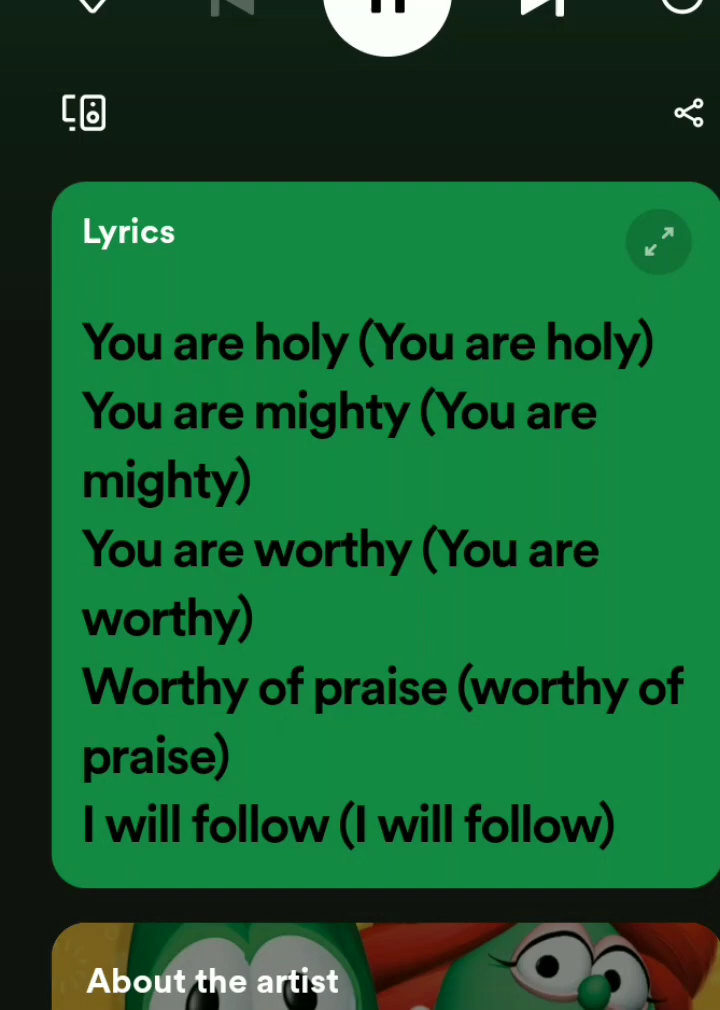 Lyrics
You are holy (You are holy)
You are mighty (You are
mighty)
You are worthy (You are
worthy)
Worthy of praise (worthy of
praise)
I will follow (I will follow)
About the artist